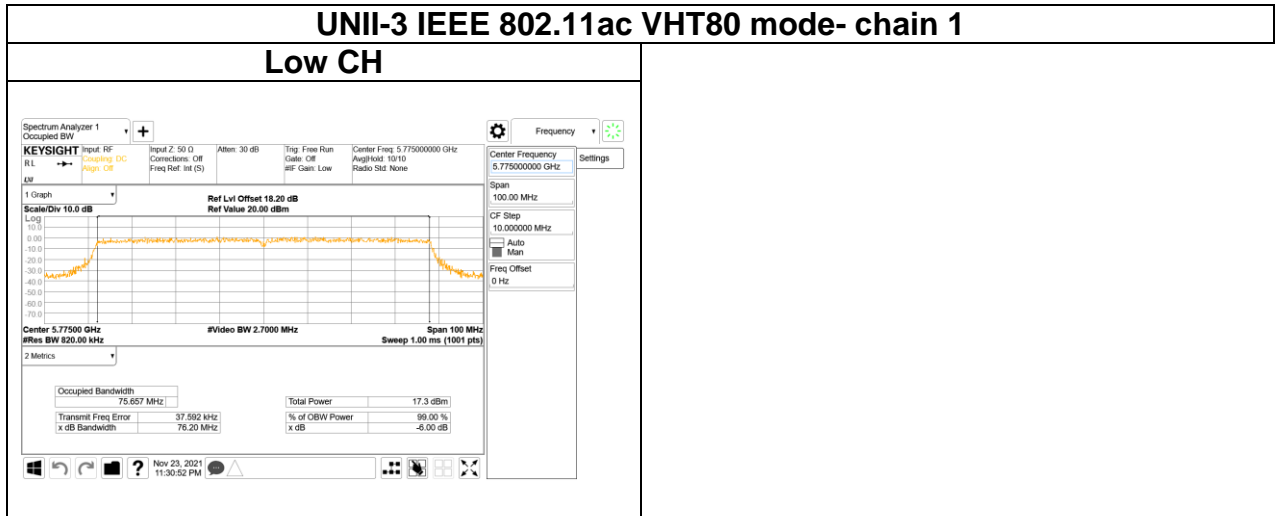 UNII-3 IEEE 802.11ac VHT80 mode- chain 1
Low CH
Spectrum Analyzer 1
Occupied BW
Frequency
KEYSIGHT
RL
Input: RF
Coupling: DC
Align: Off
Input Z: 50 Ω
Corrections: Off
Freq Ref: Int (S)
Atten: 30 dB
Trig: Free Run
Gate: Off
#IF Gain: Low
Center Freq: 5.775000000 GHz
Avg|Hold: 10/10
Radio Std: None
Center Frequency
5.775000000 GHz
Settings
Span
100.00 MHz
CF Step
10.000000 MHz
Auto
Man
Freq Offset
0 Hz
1 Graph
Scale/Div 10.0 dB
Ref Lvl Offset 18.20 dB
Ref Value 20.00 dBm
Log
10.0
0.00
-10.0
-20.0
-30.0
-40.0
-50.0
-60.0
-70.0
Center 5.77500 GHz
#Video BW 2.7000 MHz
Span 100 MHz
#Res BW 820.00 kHz
Sweep 1.00 ms (1001 pts)
2 Metrics
Occupied Bandwidth
75.657 MHz
Total Power 17.3 dBm
Transmit Freq Error 37.592 kHz
% of OBW Power 99.00 %
x dB Bandwidth 76.20 MHz
x dB -6.00 dB
?
Nov 23, 2021
11:30:52 PM